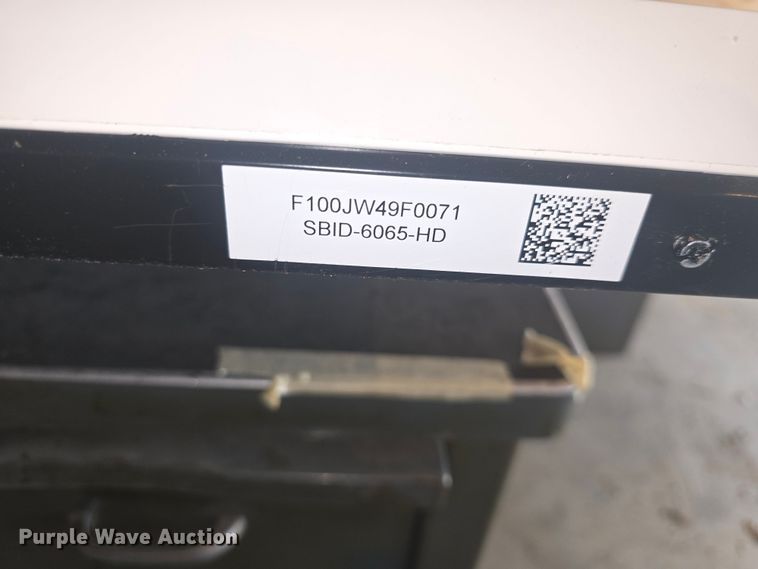 F100JW49F0071
SBID-6065-HD
Purple Wave Auction